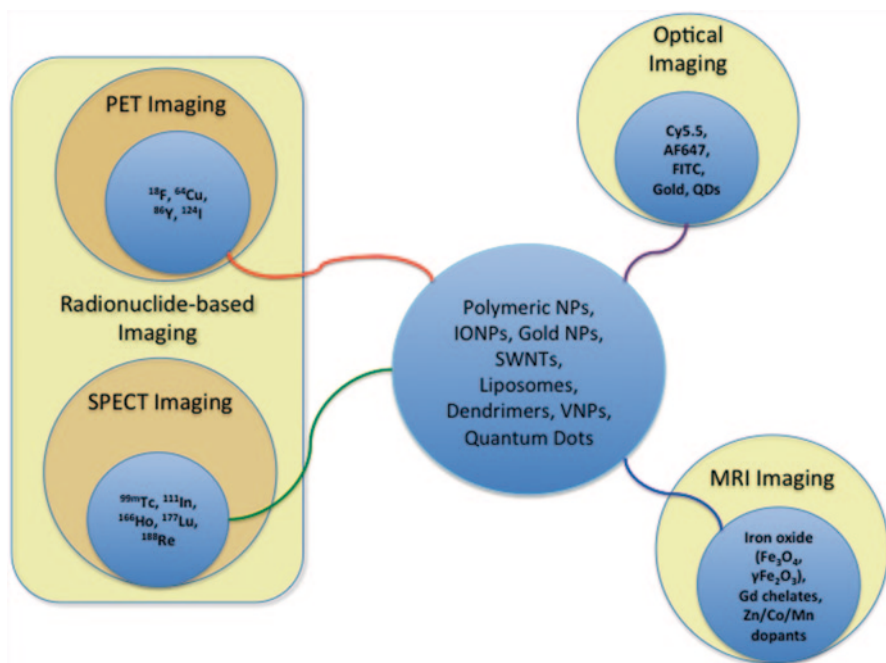 PET Imaging
¹⁸F, ⁶⁴Cu,
⁸⁶Y, ¹²⁴I
Radionuclide-based
Imaging
SPECT Imaging
⁹⁹ᵐTc, ¹¹¹In,
¹⁶⁶Ho, ¹⁷⁷Lu,
¹⁸⁸Re
Polymeric NPs,
IONPs, Gold NPs,
SWNTs,
Liposomes,
Dendrimers, VNPs,
Quantum Dots
Optical
Imaging
Cy5.5,
AF647,
FITC,
Gold, QDs
MRI Imaging
Iron oxide
(Fe₃O₄,
γFe₂O₃),
Gd chelates,
Zn/Co/Mn
dopants